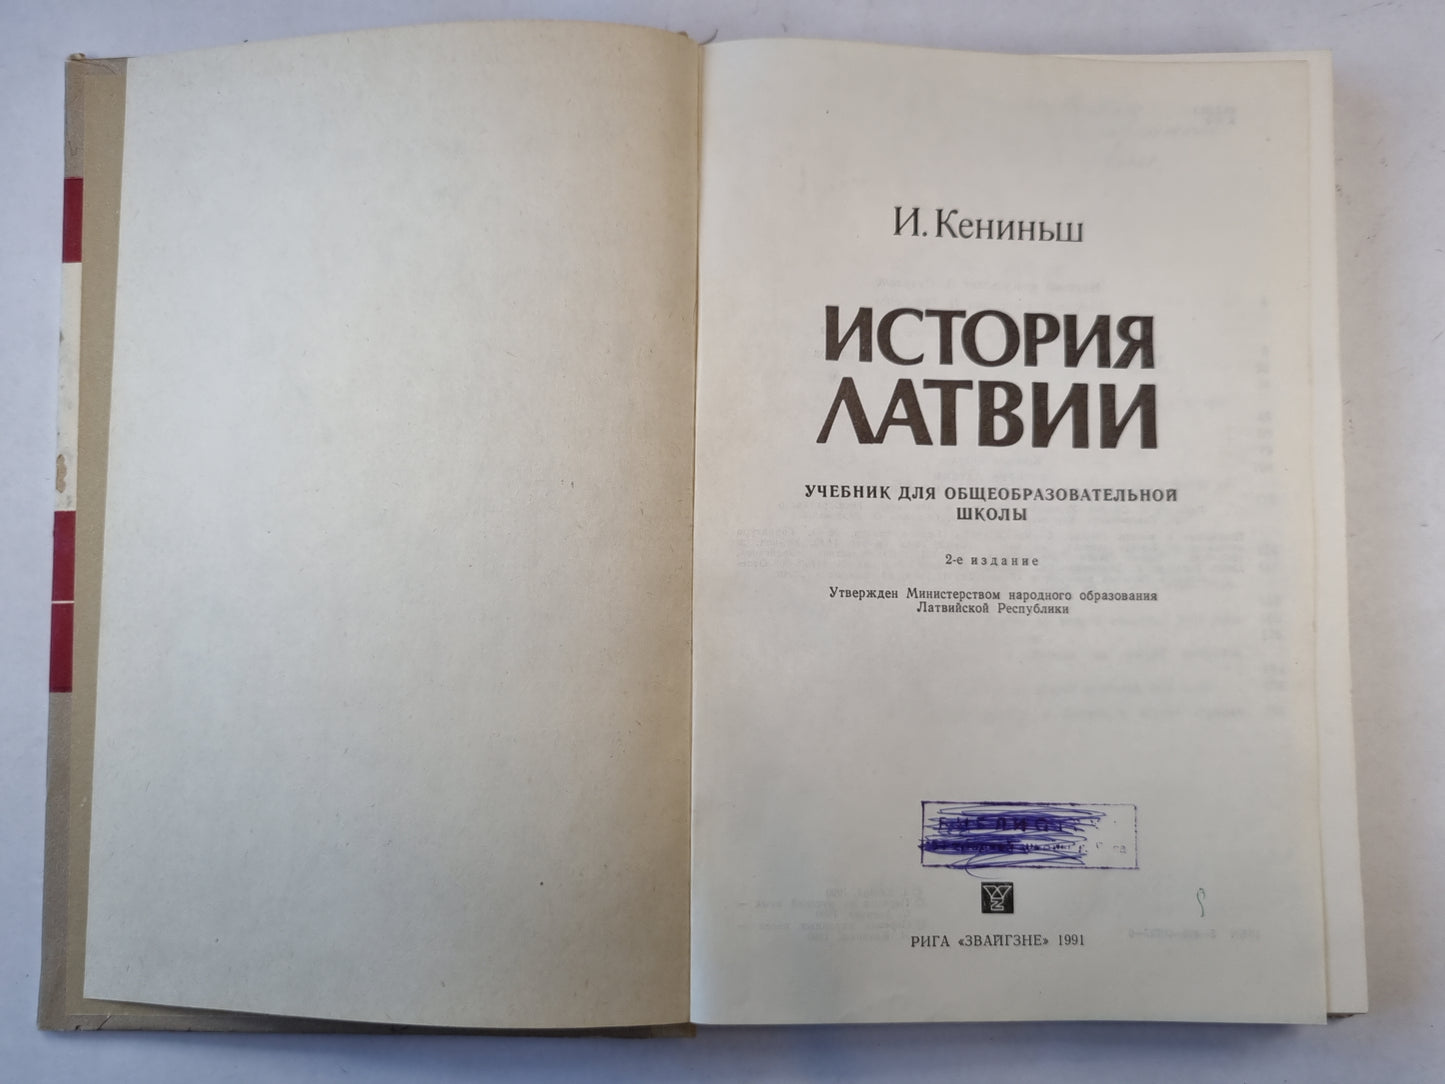 И. Кениньш
ИСТОРИЯ
ЛАТВИИ
УЧЕБНИК ДЛЯ ОБЩЕОБРАЗОВАТЕЛЬНОЙ
ШКОЛЫ
2-е издание
Утвержден Министерством народного образования
Латвийской Республики
РИГА «ЗВАЙГЗНЕ» 1991